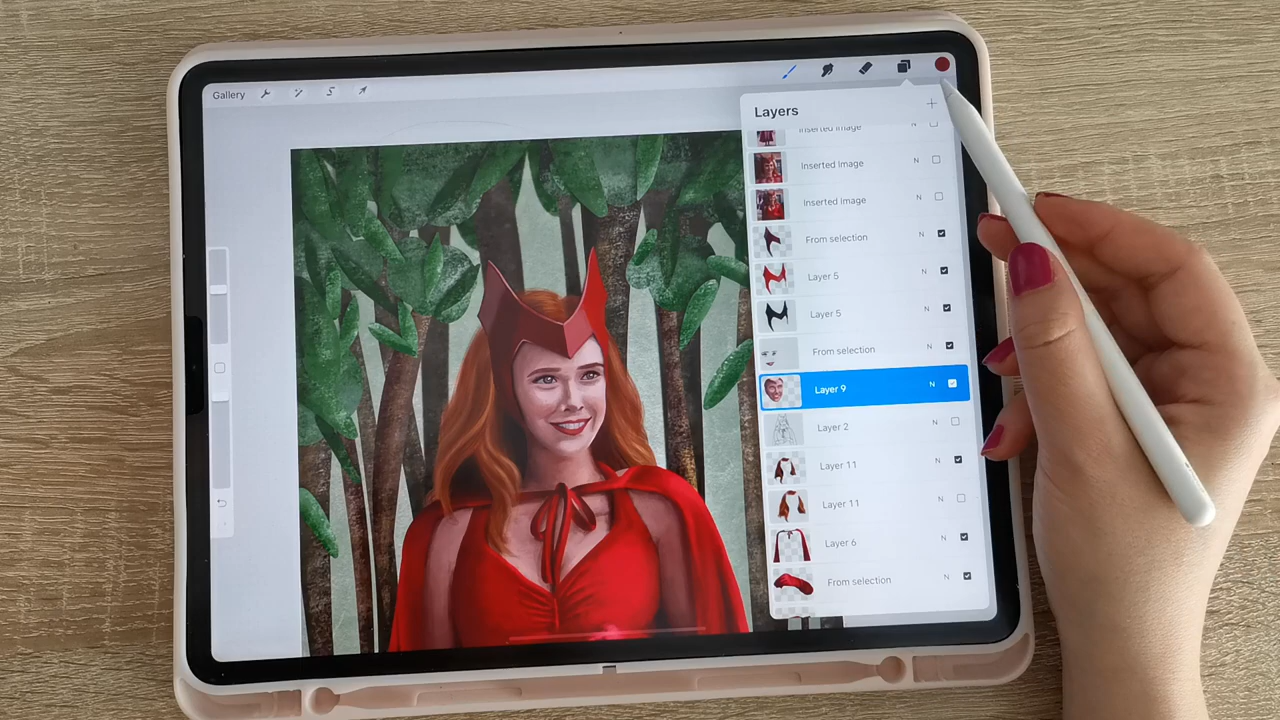 Gallery
Layers
Inserted Image N
Inserted Image N
Inserted Image N
From selection N
Layer 5 N
Layer 5 N
From selection N
Layer 9 N
Layer 2 N
Layer 11 N
Layer 11 N
Layer 6 N
From selection N